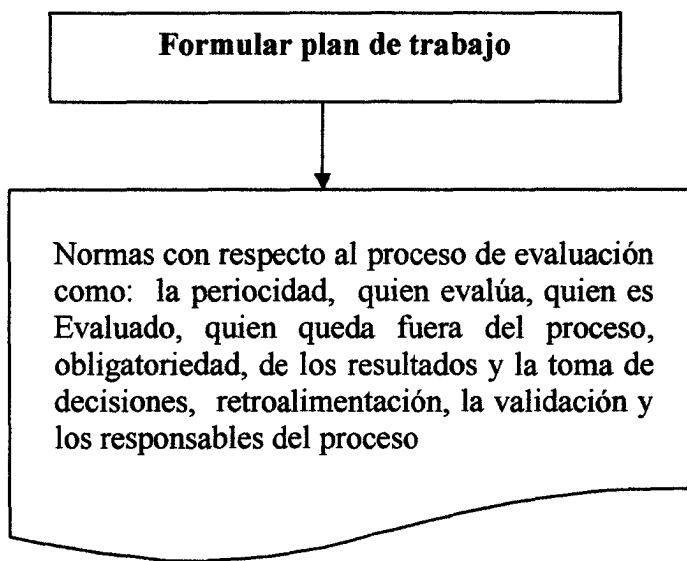 Formular plan de trabajo
Normas con respecto al proceso de evaluación
como: la periocidad, quien evalúa, quien es
Evaluado, quien queda fuera del proceso,
obligatoriedad, de los resultados y la toma de
decisiones, retroalimentación, la validación y
los responsables del proceso